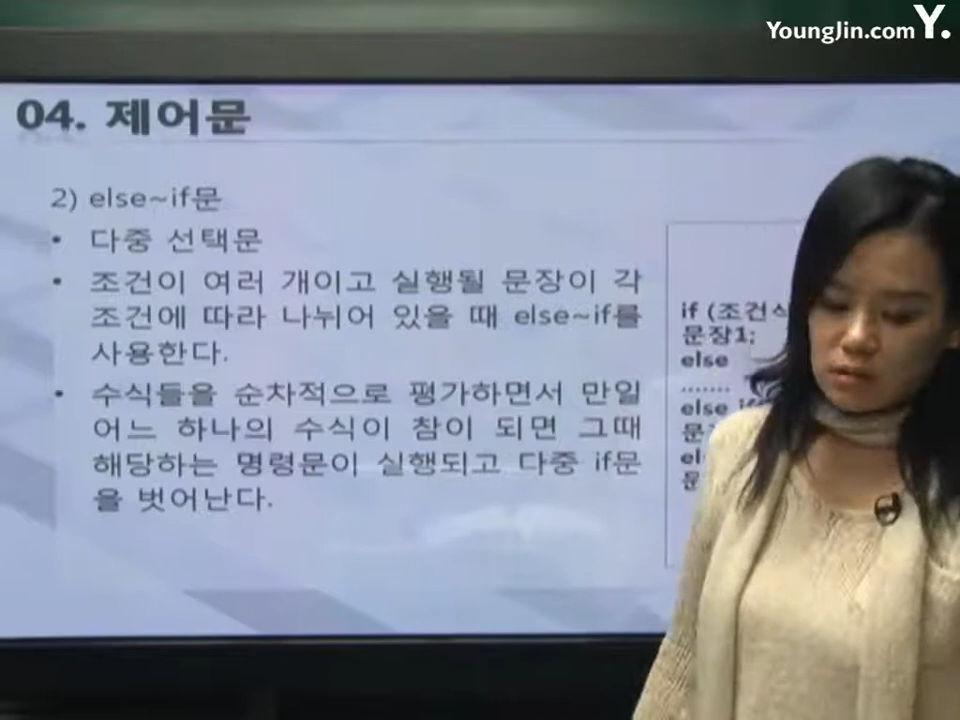 YoungJin.com Y.
04. 제어문
2) else~if문
• 다중 선택문
• 조건이 여러 개이고 실행될 문장이 각
조건에 따라 나뉘어 있을 때 else~if를
사용한다.
• 수식들을 순차적으로 평가하면서 만일
어느 하나의 수식이 참이 되면 그때
해당하는 명령문이 실행되고 다중 if문
을 벗어난다.
if (조건식
문장1;
else
.......
else if